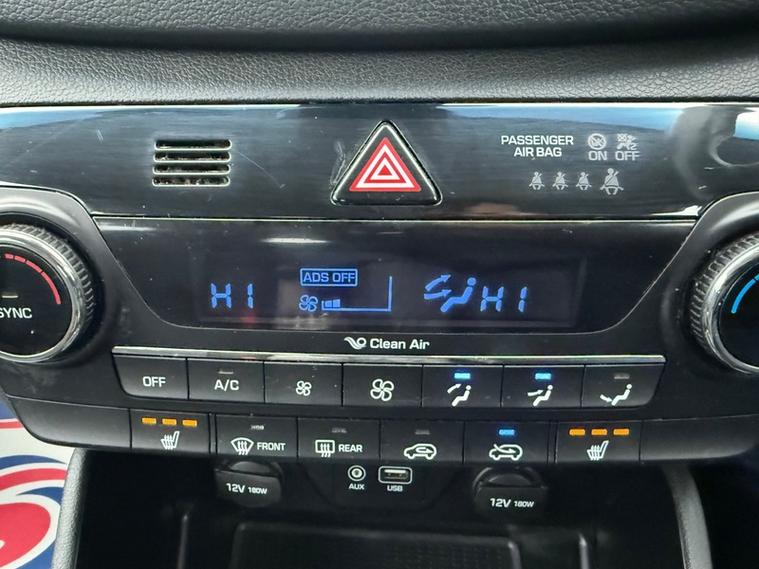 PASSENGER
AIR BAG
ON OFF
ADS OFF
HI
HI
Clean Air
SYNC
OFF
A/C
FRONT
REAR
AUX
USB
12V 180W
12V 180W